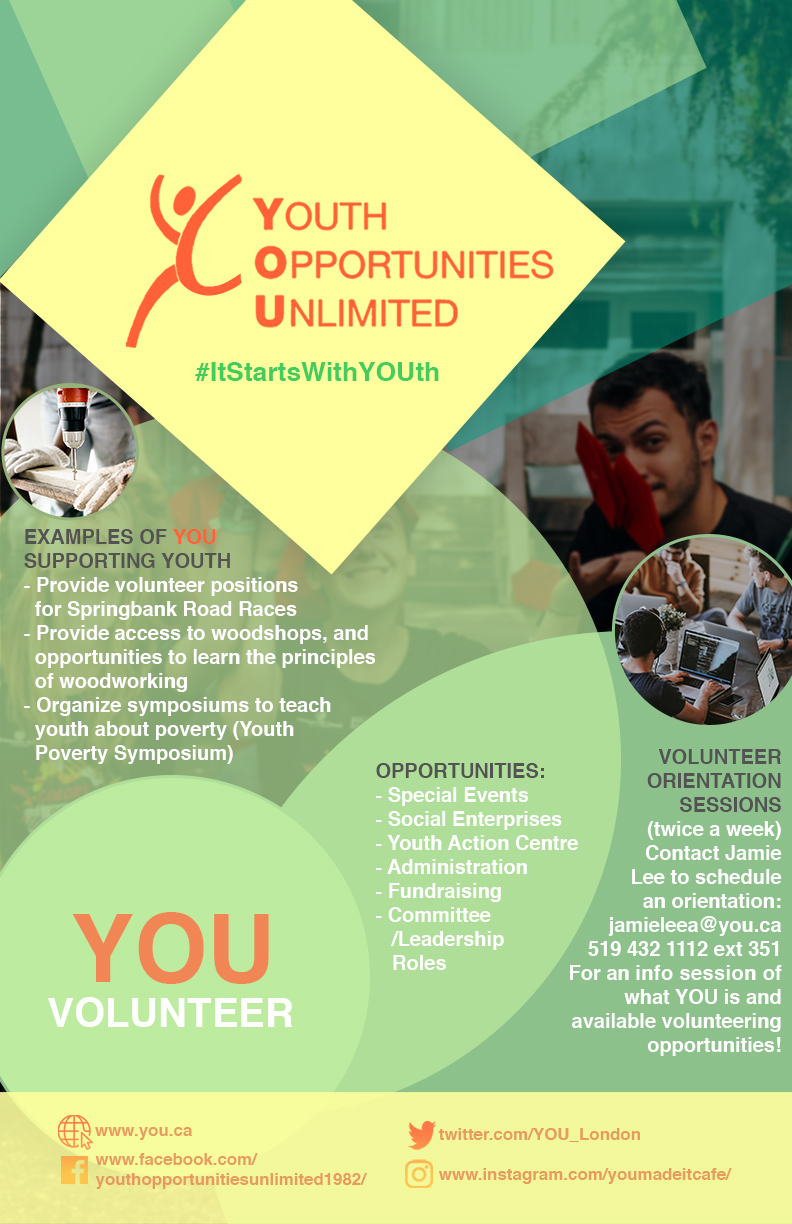 YOUTH
OPPORTUNITIES
UNLIMITED
#ItStartsWithYOUth
EXAMPLES OF YOU
SUPPORTING YOUTH
- Provide volunteer positions
for Springbank Road Races
- Provide access to woodshops, and
opportunities to learn the principles
of woodworking
- Organize symposiums to teach
youth about poverty (Youth
Poverty Symposium)
OPPORTUNITIES:
- Special Events
- Social Enterprises
- Youth Action Centre
- Administration
- Fundraising
- Committee
/Leadership
Roles
VOLUNTEER
ORIENTATION
SESSIONS
(twice a week)
Contact Jamie
Lee to schedule
an orientation:
jamieleea@you.ca
519 432 1112 ext 351
For an info session of
what YOU is and
available volunteering
opportunities!
YOU
VOLUNTEER
www.you.ca
www.facebook.com/
youthopportunitiesunlimited1982/
twitter.com/YOU_London
www.instagram.com/youmadeitcafe/